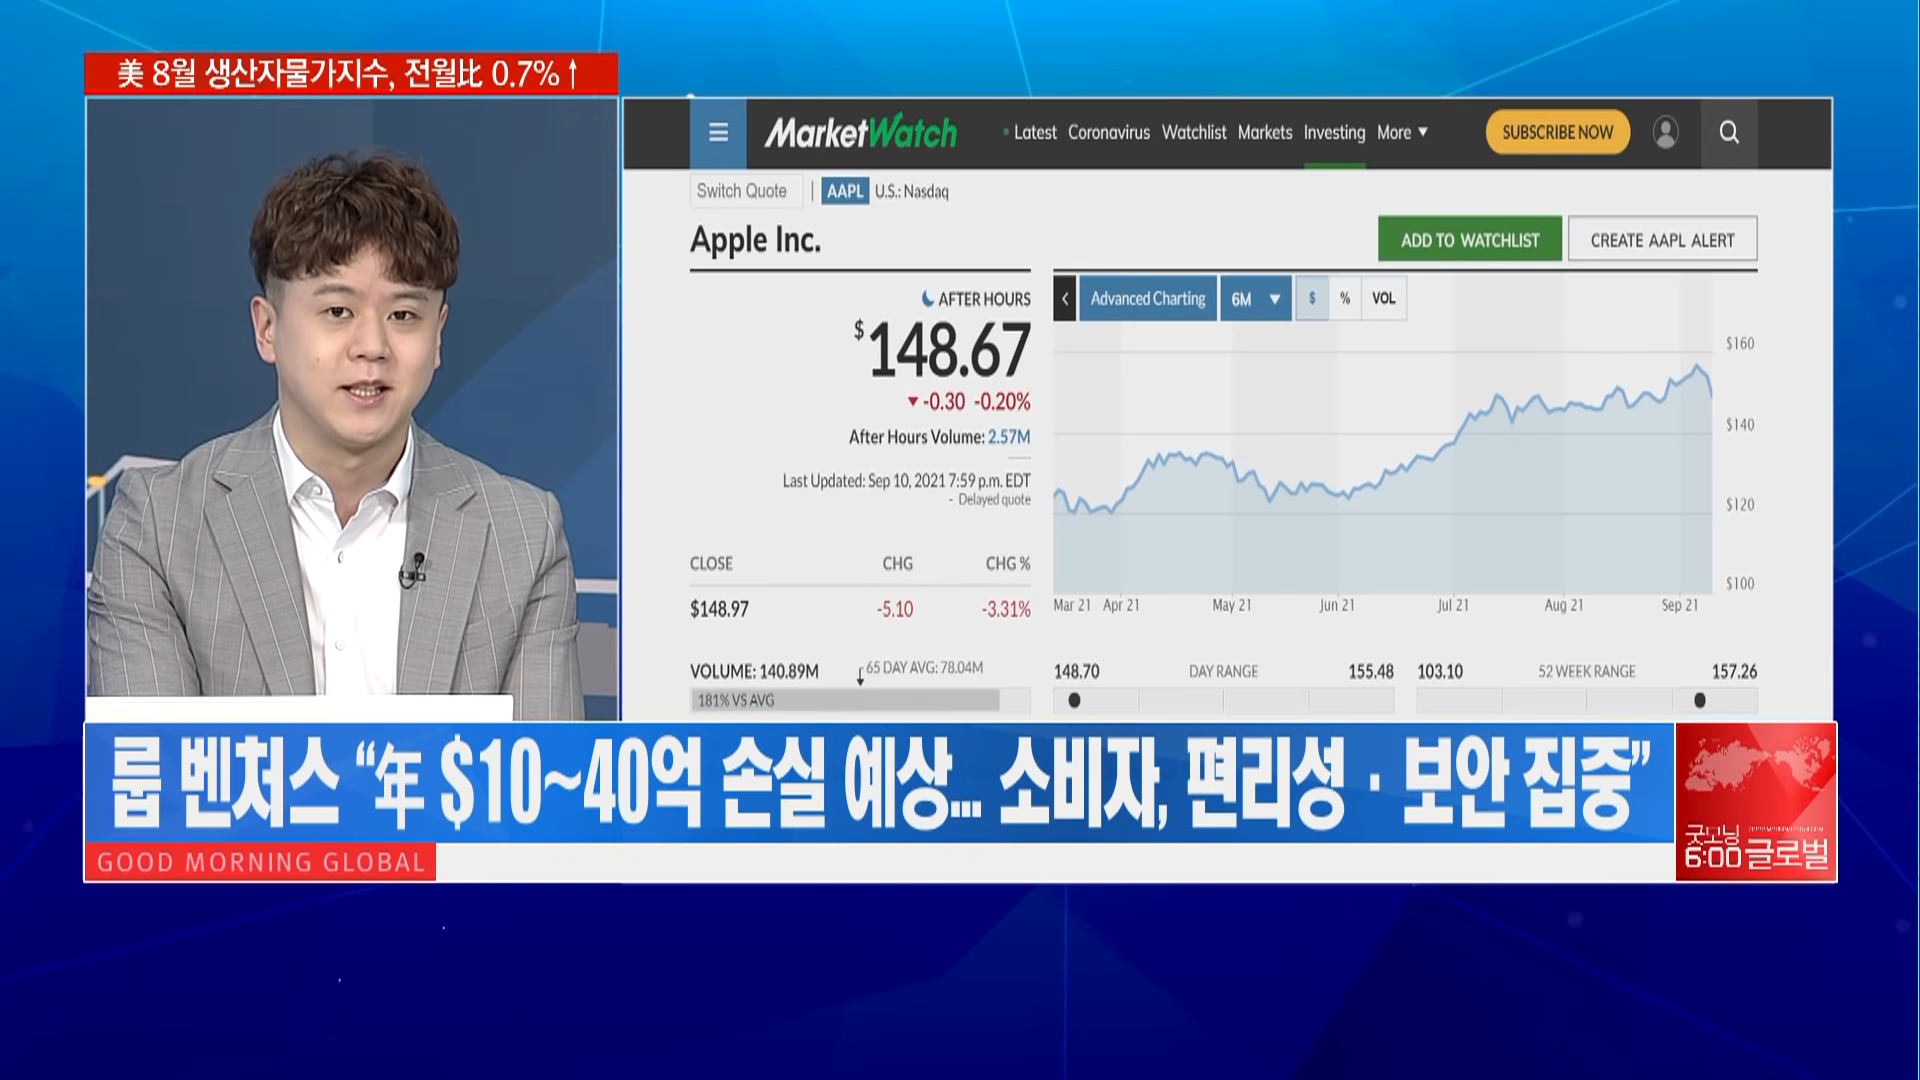 美 8월 생산자물가지수, 전월比 0.7%↑
☰ MarketWatch • Latest Coronavirus Watchlist Markets Investing More ▼ SUBSCRIBE NOW
Switch Quote | AAPL U.S.: Nasdaq
Apple Inc.
ADD TO WATCHLIST CREATE AAPL ALERT
AFTER HOURS
$148.67
▼ -0.30 -0.20%
After Hours Volume: 2.57M
Last Updated: Sep 10, 2021 7:59 p.m. EDT
- Delayed quote
CLOSE CHG CHG %
$148.97 -5.10 -3.31%
VOLUME: 140.89M 65 DAY AVG: 78.04M
181% VS AVG
Advanced Charting 6M ▼ $ % VOL
$160
$140
$120
$100
Mar 21 Apr 21 May 21 Jun 21 Jul 21 Aug 21 Sep 21
148.70 DAY RANGE 155.48
103.10 52 WEEK RANGE 157.26
룹 벤처스 “年 $10~40억 손실 예상... 소비자, 편리성·보안 집중”
GOOD MORNING GLOBAL
굿모닝
6:00 글로벌